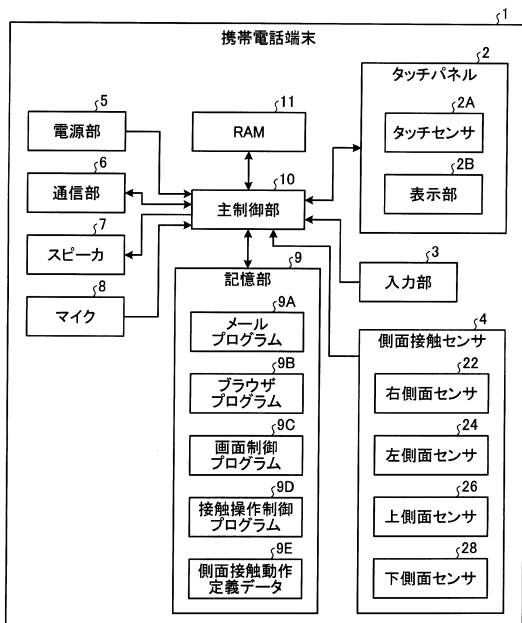 1
携帯電話端末
2
タッチパネル
2A
タッチセンサ
2B
表示部
5
電源部
11
RAM
6
通信部
10
主制御部
7
スピーカ
3
入力部
8
マイク
9
記憶部
9A
メール
プログラム
9B
ブラウザ
プログラム
9C
画面制御
プログラム
9D
接触操作制御
プログラム
9E
側面接触動作
定義データ
4
側面接触センサ
22
右側面センサ
24
左側面センサ
26
上側面センサ
28
下側面センサ